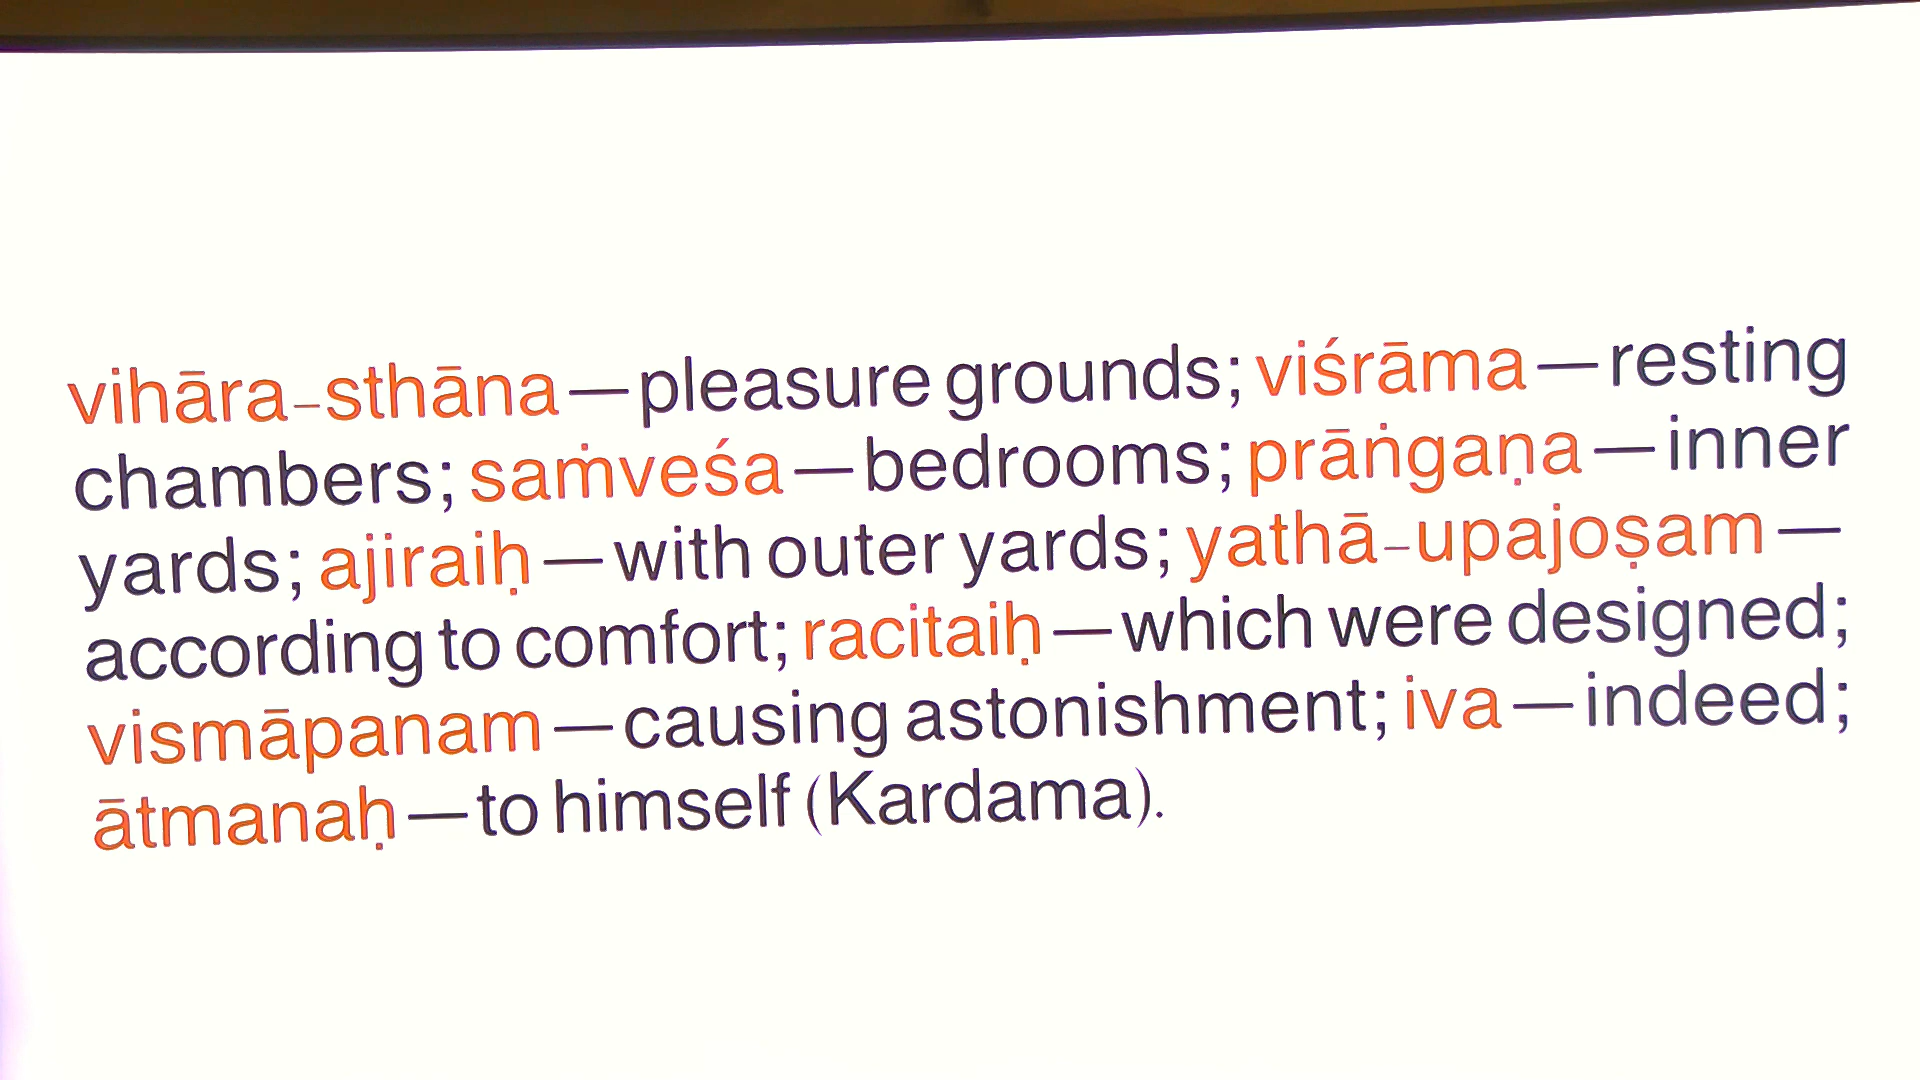 vihāra-sthāna—pleasure grounds; viśrāma—resting
chambers; saṁveśa—bedrooms; prāṅgaṇa—inner
yards; ajiraiḥ—with outer yards; yathā-upajoṣam—
according to comfort; racitaiḥ—which were designed;
vismāpanam—causing astonishment; iva—indeed;
ātmanaḥ—to himself (Kardama).